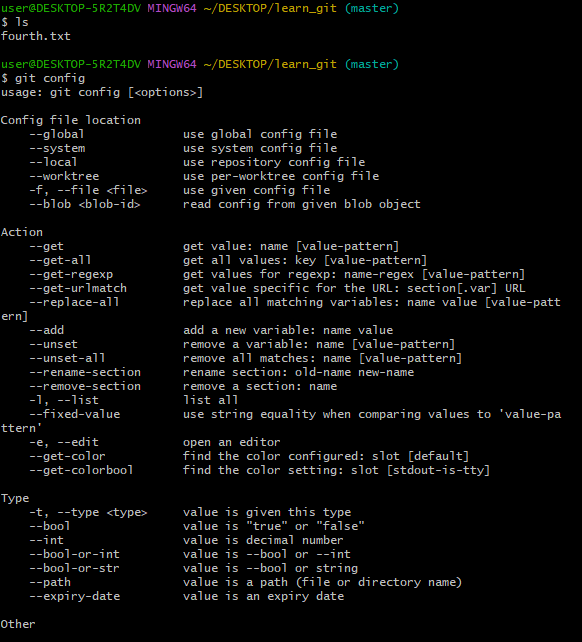 user@DESKTOP-5R2T4DV MINGW64 ~/DESKTOP/learn_git (master)
$ ls
fourth.txt

user@DESKTOP-5R2T4DV MINGW64 ~/DESKTOP/learn_git (master)
$ git config
usage: git config [<options>]

Config file location
    --global              use global config file
    --system              use system config file
    --local               use repository config file
    --worktree            use per-worktree config file
    -f, --file <file>     use given config file
    --blob <blob-id>      read config from given blob object

Action
    --get                 get value: name [value-pattern]
    --get-all             get all values: key [value-pattern]
    --get-regexp          get values for regexp: name-regex [value-pattern]
    --get-urlmatch        get value specific for the URL: section[.var] URL
    --replace-all         replace all matching variables: name value [value-patt
ern]
    --add                 add a new variable: name value
    --unset               remove a variable: name [value-pattern]
    --unset-all           remove all matches: name [value-pattern]
    --rename-section      rename section: old-name new-name
    --remove-section      remove a section: name
    -l, --list            list all
    --fixed-value         use string equality when comparing values to 'value-pa
ttern'
    -e, --edit            open an editor
    --get-color           find the color configured: slot [default]
    --get-colorbool       find the color setting: slot [stdout-is-tty]

Type
    -t, --type <type>     value is given this type
    --bool                value is "true" or "false"
    --int                 value is decimal number
    --bool-or-int         value is --bool or --int
    --bool-or-str         value is --bool or string
    --path                value is a path (file or directory name)
    --expiry-date         value is an expiry date

Other